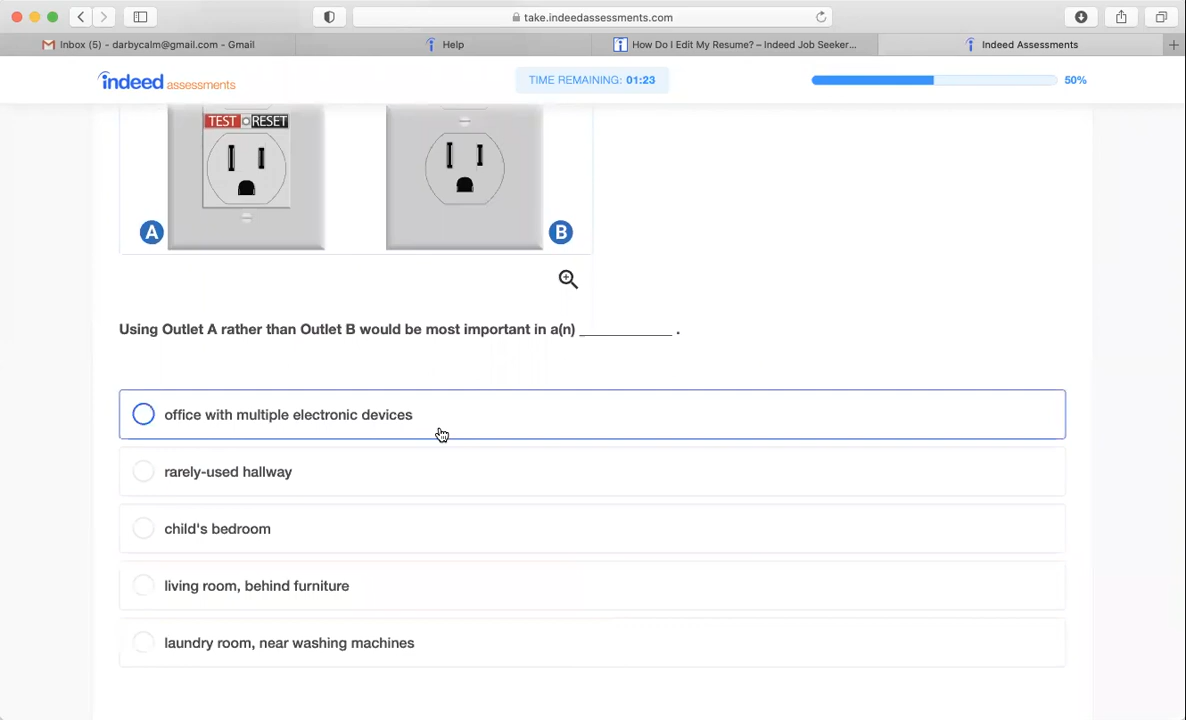 take.indeedassessments.com
Inbox (5) - darbycalm@gmail.com - Gmail
Help
How Do I Edit My Resume? – Indeed Job Seeker...
Indeed Assessments
indeed assessments
TIME REMAINING: 01:23
50%
TEST RESET
A
B
Using Outlet A rather than Outlet B would be most important in a(n) ____________ .
office with multiple electronic devices
rarely-used hallway
child's bedroom
living room, behind furniture
laundry room, near washing machines